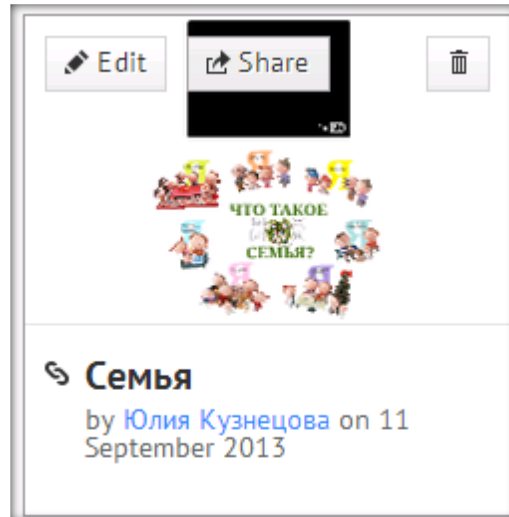 Edit Share
ЧТО ТАКОЕ
СЕМЬЯ?
Семья
by Юлия Кузнецова on 11
September 2013